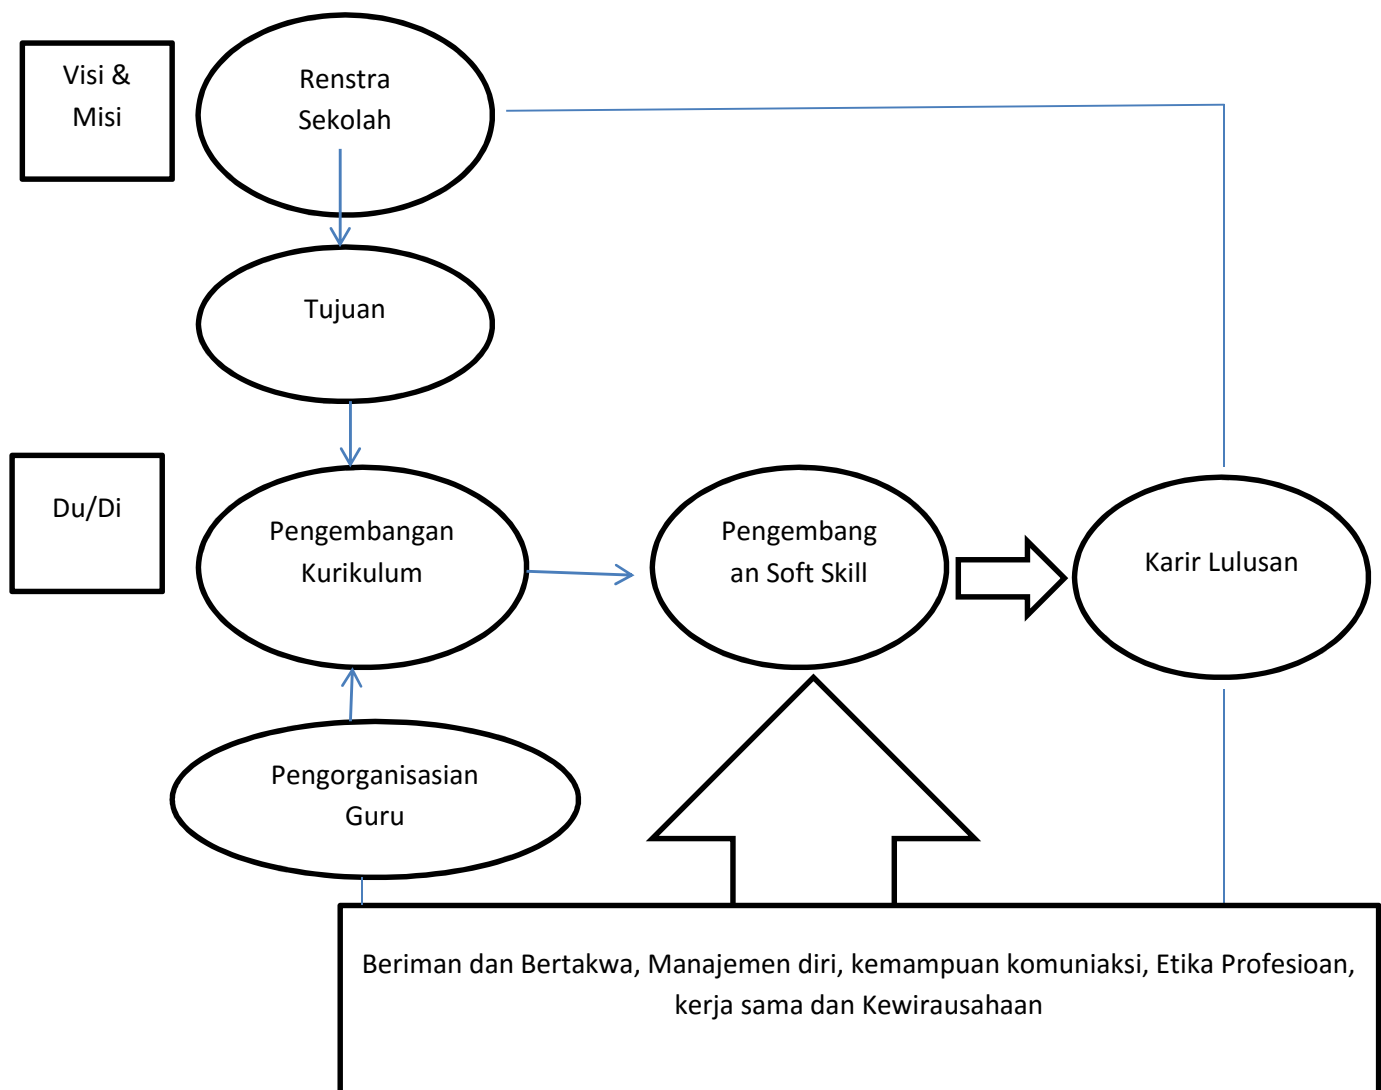 Visi &
Misi
Renstra
Sekolah
Tujuan
Du/Di
Pengembangan
Kurikulum
Pengembang
an Soft Skill
Karir Lulusan
Pengorganisasian
Guru
Beriman dan Bertakwa, Manajemen diri, kemampuan komuniaksi, Etika Profesioan,
kerja sama dan Kewirausahaan